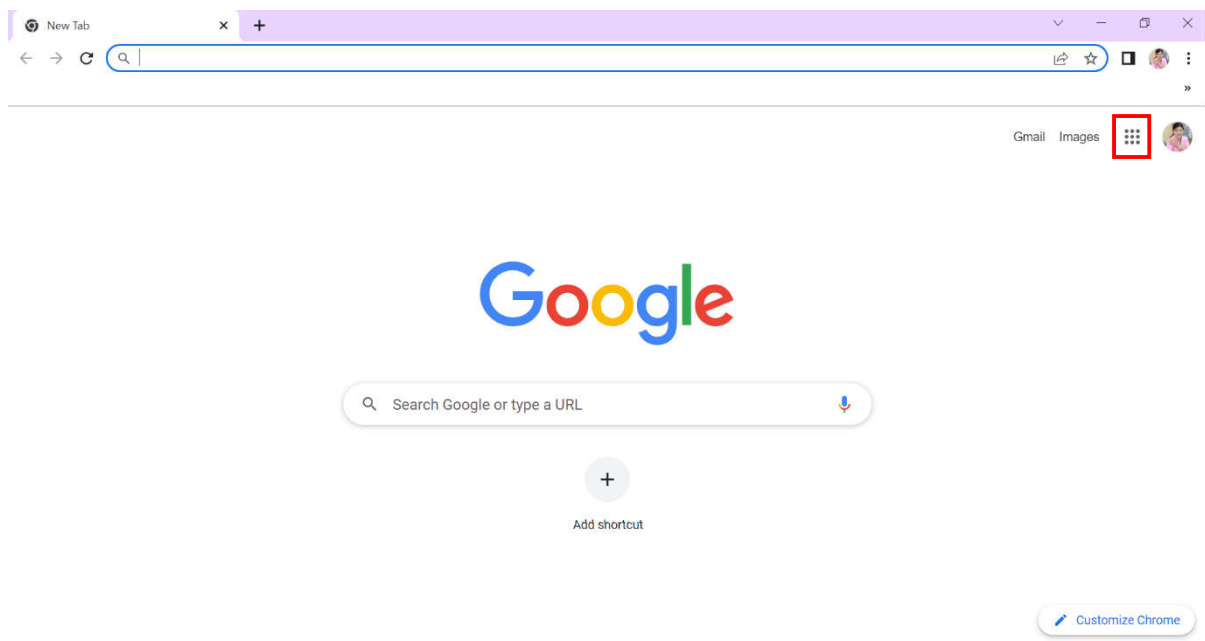 New Tab
Gmail Images
Google
Search Google or type a URL
Add shortcut
Customize Chrome